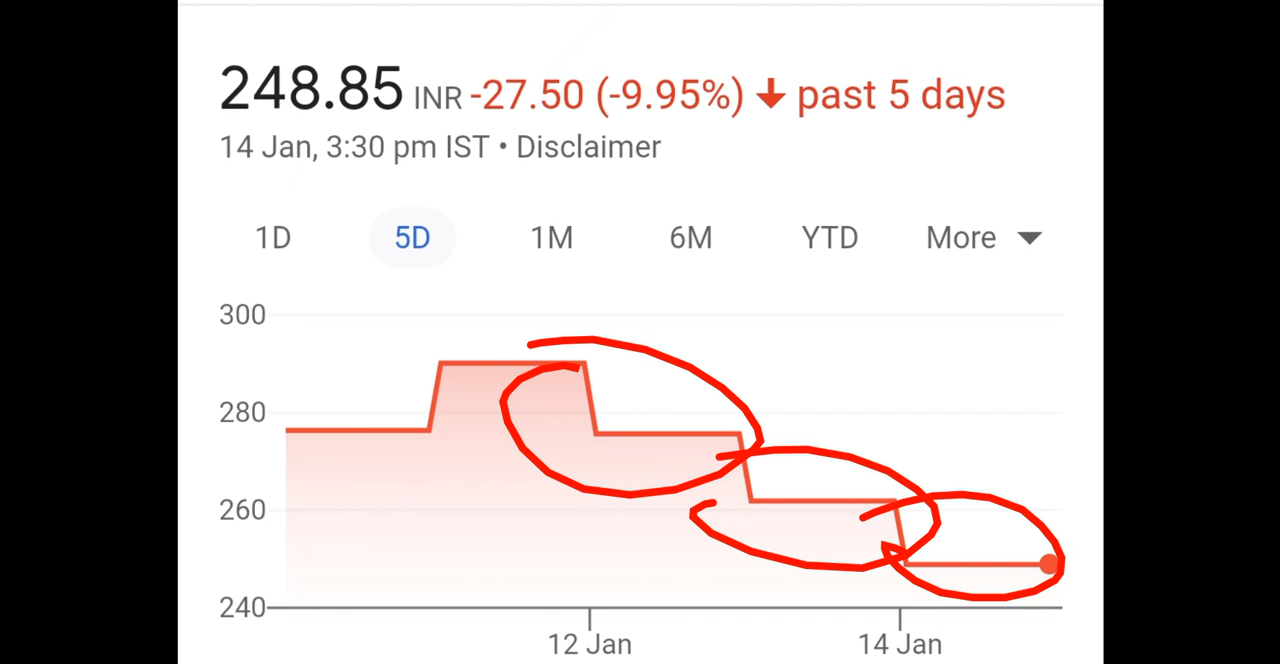 248.85 INR -27.50 (-9.95%) ↓ past 5 days
14 Jan, 3:30 pm IST • Disclaimer
1D 5D 1M 6M YTD More
300
280
260
240
12 Jan 14 Jan